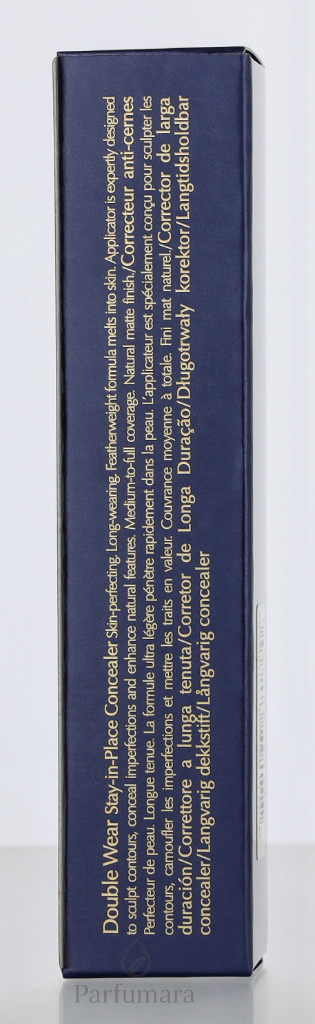 Double Wear Stay-in-Place Concealer Skin-perfecting. Long-wearing. Featherweight formula melts into skin. Applicator is expertly designed
to sculpt contours, conceal imperfections and enhance natural features. Medium-to-full coverage. Natural matte finish./Correcteur anti-cernes
Perfecteur de peau. Longue tenue. La formule ultra légère pénètre rapidement dans la peau. L'applicateur est spécialement conçu pour sculpter les
contours, camoufler les imperfections et mettre les traits en valeur. Couvrance moyenne à totale. Fini mat naturel./Corrector de larga
duración/Correttore a lunga tenuta/Corretor de Longa Duração/Długotrwały korektor/Langtidsholdbar
concealer/Langvarig dekkstift/Långvarig concealer
Parfumara